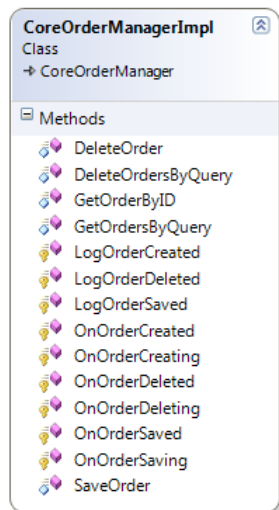 CoreOrderManagerImpl
Class
CoreOrderManager
Methods
DeleteOrder
DeleteOrdersByQuery
GetOrderByID
GetOrdersByQuery
LogOrderCreated
LogOrderDeleted
LogOrderSaved
OnOrderCreated
OnOrderCreating
OnOrderDeleted
OnOrderDeleting
OnOrderSaved
OnOrderSaving
SaveOrder